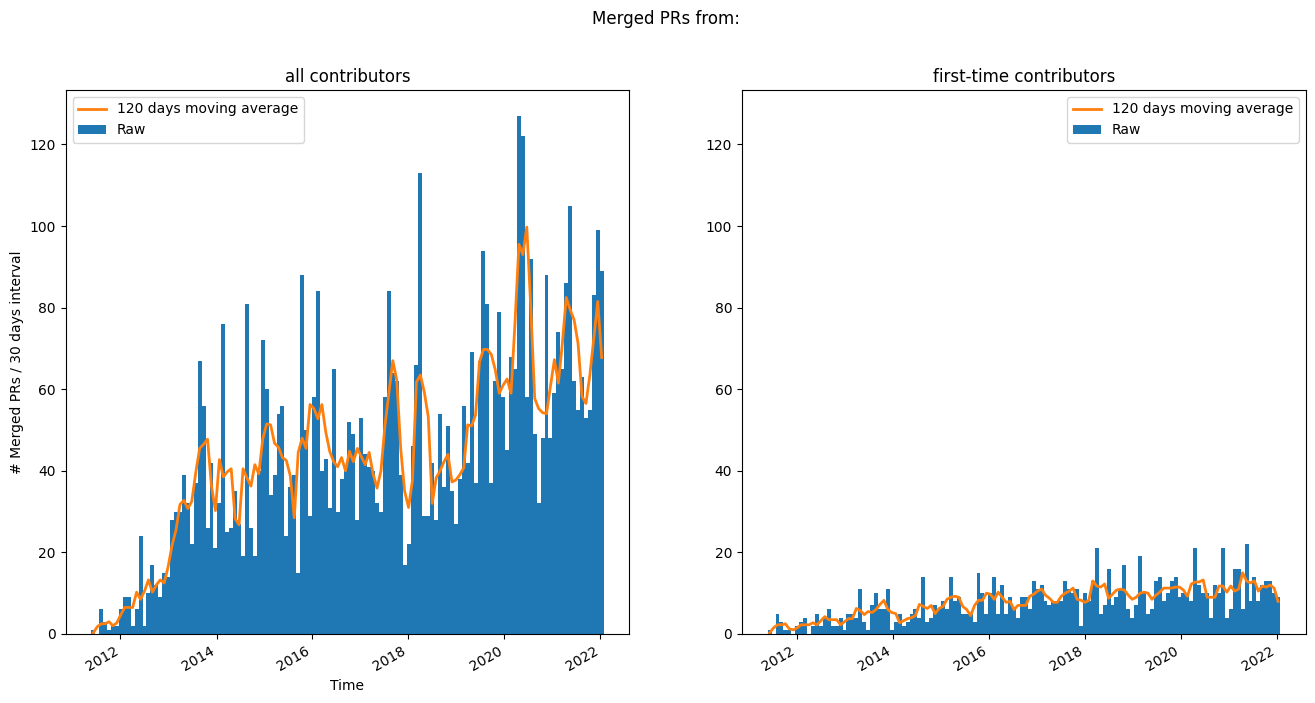 Merged PRs from:
all contributors
120 days moving average
Raw
# Merged PRs / 30 days interval
120
100
80
60
40
20
0
2012
2014
2016
2018
2020
2022
Time
first-time contributors
120 days moving average
Raw
120
100
80
60
40
20
0
2012
2014
2016
2018
2020
2022